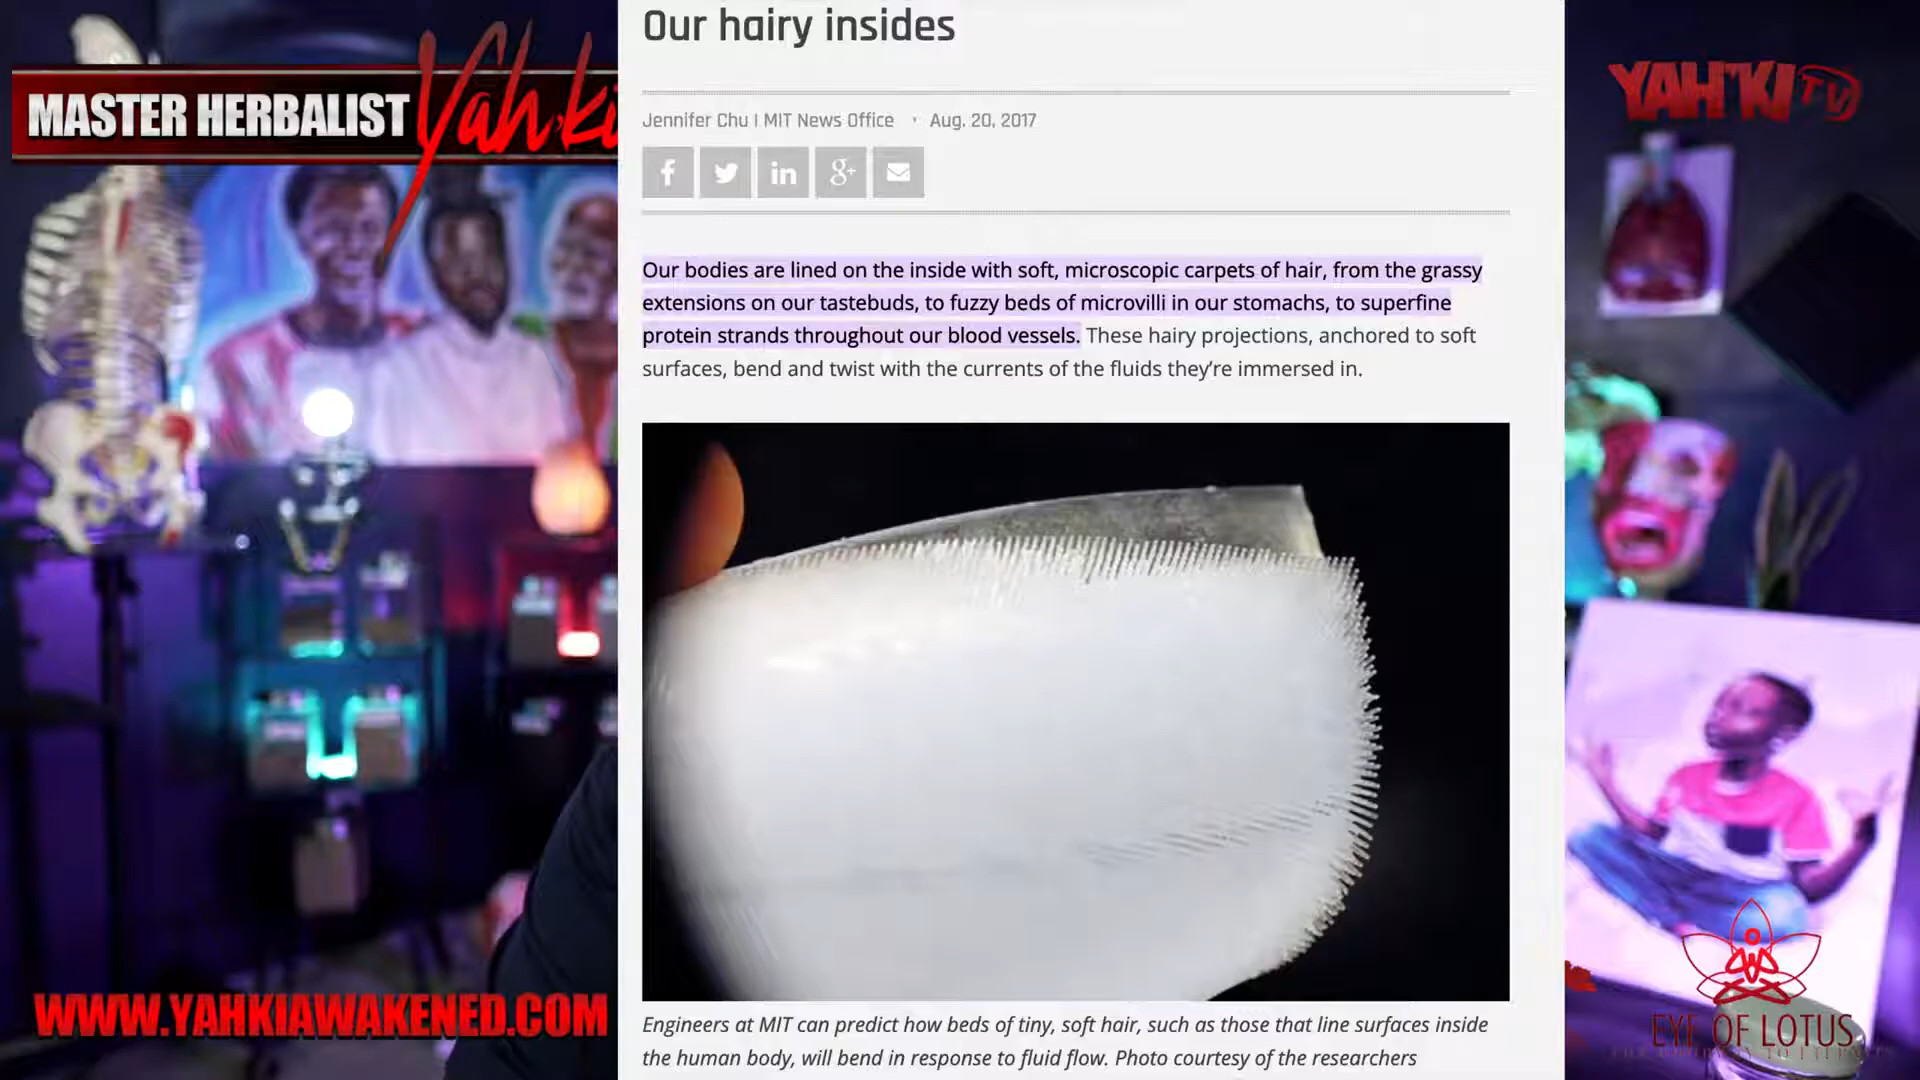 Our hairy insides
MASTER HERBALIST Yah'ki
YAH'KI TV
Jennifer Chu | MIT News Office · Aug. 20, 2017
f in g+
Our bodies are lined on the inside with soft, microscopic carpets of hair, from the grassy
extensions on our tastebuds, to fuzzy beds of microvilli in our stomachs, to superfine
protein strands throughout our blood vessels. These hairy projections, anchored to soft
surfaces, bend and twist with the currents of the fluids they’re immersed in.
WWW.YAHKIAWAKENED.COM
Engineers at MIT can predict how beds of tiny, soft hair, such as those that line surfaces inside
the human body, will bend in response to fluid flow. Photo courtesy of the researchers
EYE OF LOTUS